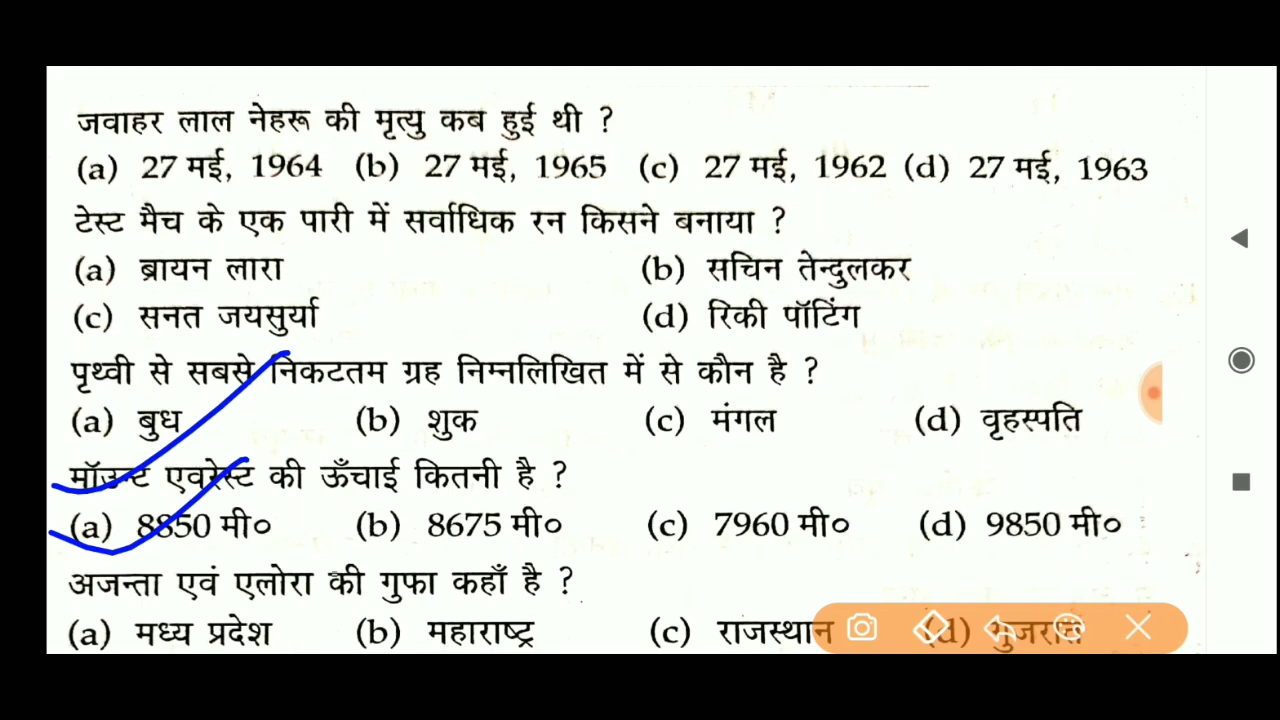 जवाहर लाल नेहरू की मृत्यु कब हुई थी ?
(a) 27 मई, 1964 (b) 27 मई, 1965 (c) 27 मई, 1962 (d) 27 मई, 1963
टेस्ट मैच के एक पारी में सर्वाधिक रन किसने बनाया ?
(a) ब्रायन लारा (b) सचिन तेन्दुलकर
(c) सनत जयसुर्या (d) रिकी पॉटिंग
पृथ्वी से सबसे निकटतम ग्रह निम्नलिखित में से कौन है ?
(a) बुध (b) शुक (c) मंगल (d) वृहस्पति
मॉउन्ट एवरेस्ट की ऊँचाई कितनी है ?
(a) 8850 मी० (b) 8675 मी० (c) 7960 मी० (d) 9850 मी०
अजन्ता एवं एलोरा की गुफा कहाँ है ?
(a) मध्य प्रदेश (b) महाराष्ट्र (c) राजस्थान (d) गुजरात